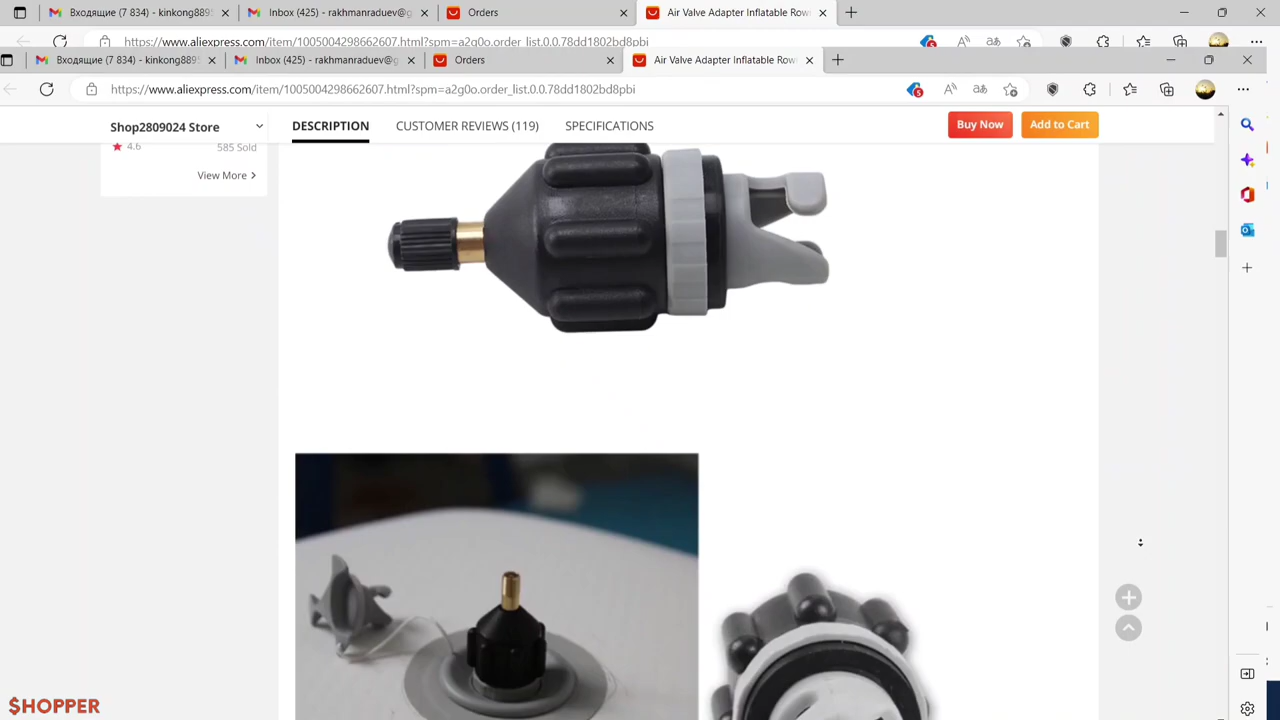 Входящие (7 834) - kinkong889
Inbox (425) - rakhmanraduev@g
Orders
Air Valve Adapter Inflatable Row
https://www.aliexpress.com/item/1005004298662607.html?spm=a2g0o.order_list.0.0.78dd1802bd8pbi
Входящие (7 834) - kinkong889
Inbox (425) - rakhmanraduev@g
Orders
Air Valve Adapter Inflatable Row
https://www.aliexpress.com/item/1005004298662607.html?spm=a2g0o.order_list.0.0.78dd1802bd8pbi
5
Shop2809024 Store
DESCRIPTION
CUSTOMER REVIEWS (119)
SPECIFICATIONS
Buy Now
Add to Cart
4.6
585 Sold
View More
$HOPPER